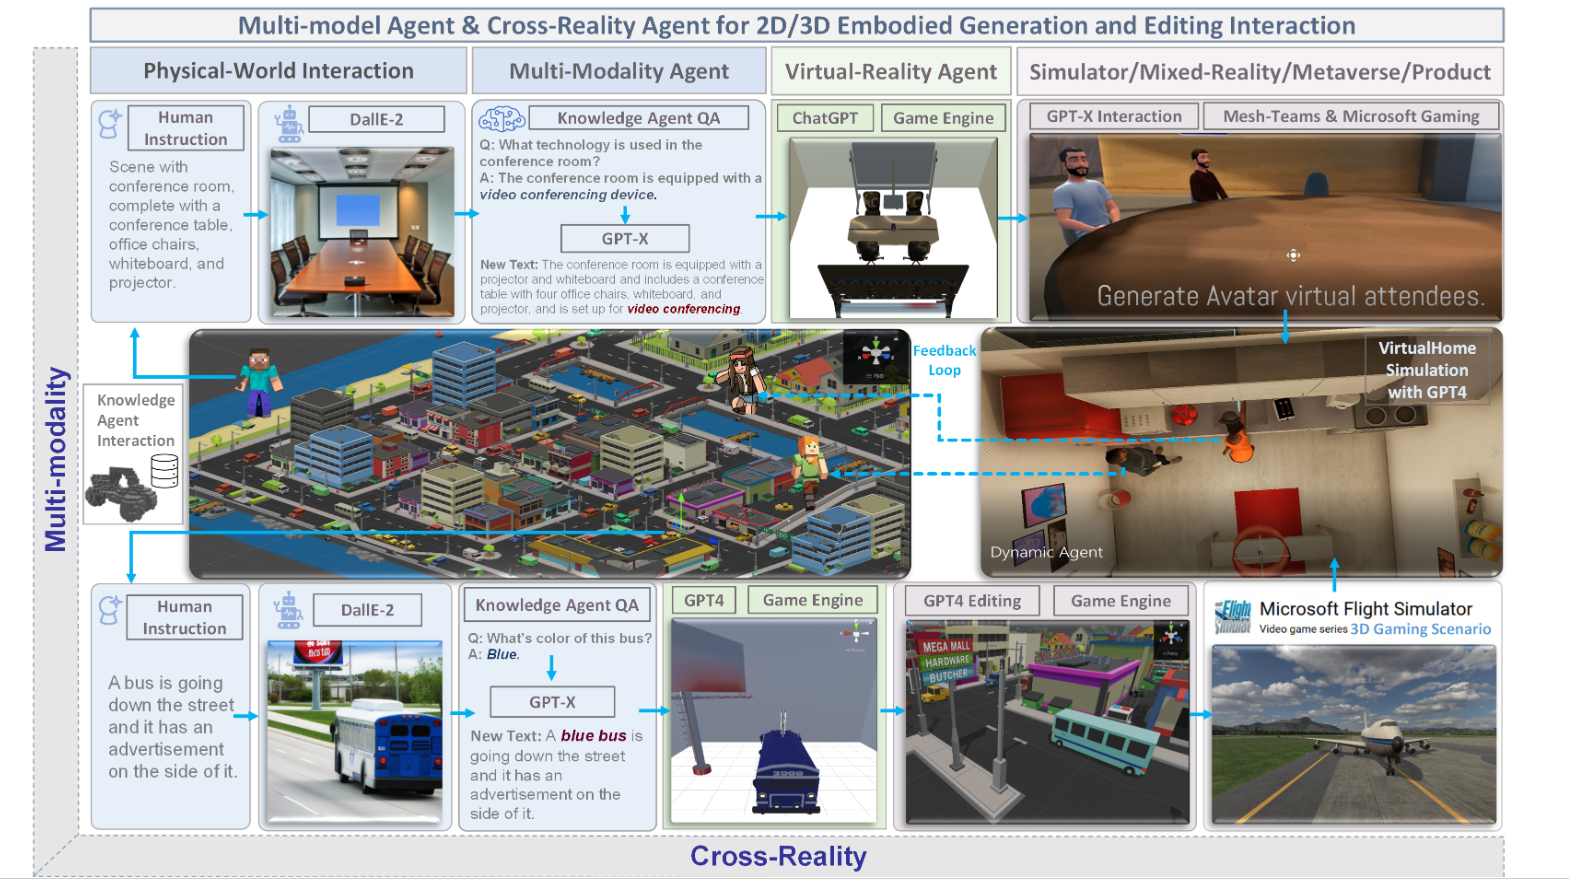 Multi-model Agent & Cross-Reality Agent for 2D/3D Embodied Generation and Editing Interaction
Physical-World Interaction
Multi-Modality Agent
Virtual-Reality Agent
Simulator/Mixed-Reality/Metaverse/Product
Human
Instruction
Scene with
conference room,
complete with a
conference table,
office chairs,
whiteboard, and
projector.
DallE-2
Knowledge Agent QA
Q: What technology is used in the
conference room?
A: The conference room is equipped with a
video conferencing device.
GPT-X
New Text: The conference room is equipped with a
projector and whiteboard and includes a conference
table with four office chairs, whiteboard, and
projector, and is set up for video conferencing.
ChatGPT
Game Engine
GPT-X Interaction
Mesh-Teams & Microsoft Gaming
Generate Avatar virtual attendees.
Multi-modality
Knowledge
Agent
Interaction
Iso
Feedback
Loop
VirtualHome
Simulation
with GPT4
Dynamic Agent
Human
Instruction
A bus is going
down the street
and it has an
advertisement
on the side of it.
DallE-2
Knowledge Agent QA
Q: What's color of this bus?
A: Blue.
GPT-X
New Text: A blue bus is
going down the street
and it has an
advertisement on the
side of it.
GPT4
Game Engine
GPT4 Editing
Game Engine
MEGA MALL
HARDWARE
BUTCHER
Flight
Simulator
Microsoft Flight Simulator
Video game series 3D Gaming Scenario
Cross-Reality